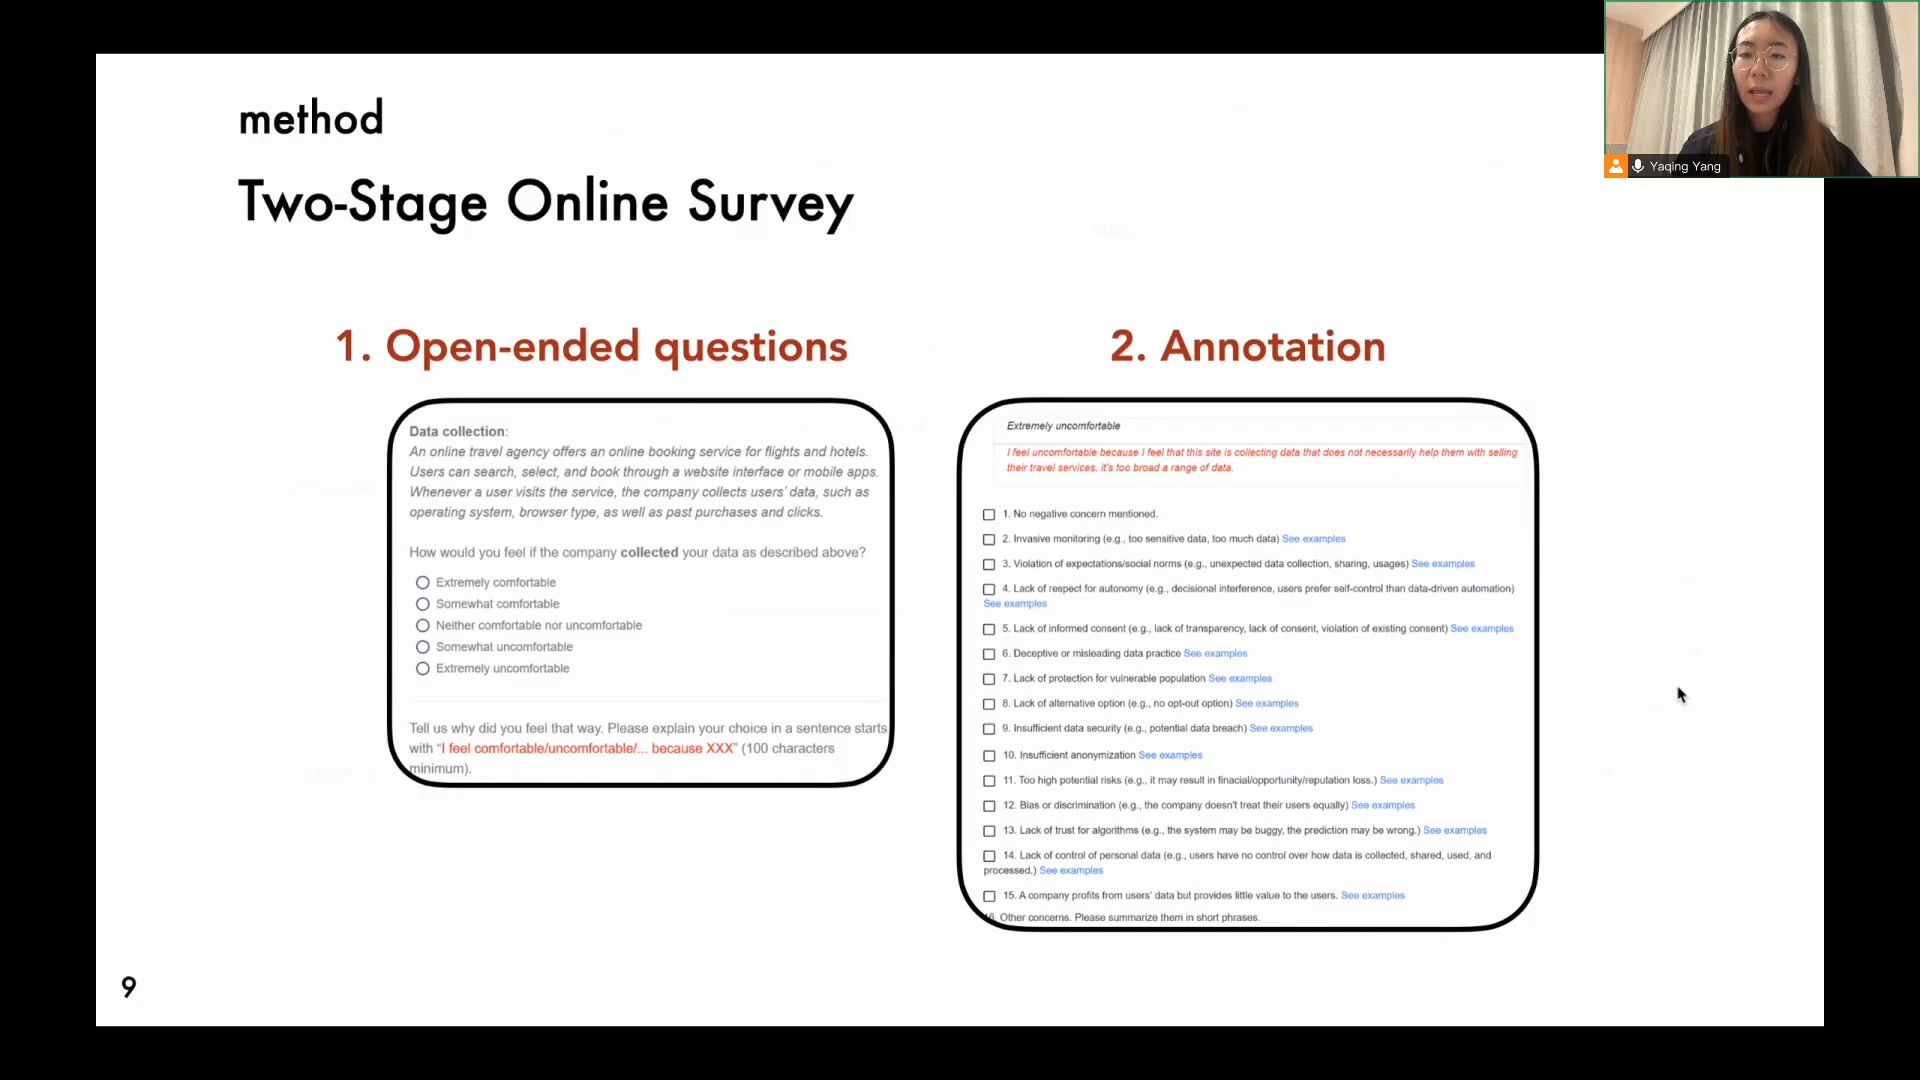 method
Two-Stage Online Survey
Yaqing Yang
1. Open-ended questions
Data collection:
An online travel agency offers an online booking service for flights and hotels.
Users can search, select, and book through a website interface or mobile apps.
Whenever a user visits the service, the company collects users' data, such as
operating system, browser type, as well as past purchases and clicks.
How would you feel if the company collected your data as described above?
Extremely comfortable
Somewhat comfortable
Neither comfortable nor uncomfortable
Somewhat uncomfortable
Extremely uncomfortable
Tell us why did you feel that way. Please explain your choice in a sentence starts
with "I feel comfortable/uncomfortable/... because XXX" (100 characters
minimum).
2. Annotation
Extremely uncomfortable
I feel uncomfortable because I feel that this site is collecting data that does not necessarily help them with selling
their travel services, it's too broad a range of data.
1. No negative concern mentioned.
2. Invasive monitoring (e.g., too sensitive data, too much data) See examples
3. Violation of expectations/social norms (e.g., unexpected data collection, sharing, usages) See examples
4. Lack of respect for autonomy (e.g., decisional interference, users prefer self-control than data-driven automation)
See examples
5. Lack of informed consent (e.g., lack of transparency, lack of consent, violation of existing consent) See examples
6. Deceptive or misleading data practice See examples
7. Lack of protection for vulnerable population See examples
8. Lack of alternative option (e.g., no opt-out option) See examples
9. Insufficient data security (e.g., potential data breach) See examples
10. Insufficient anonymization See examples
11. Too high potential risks (e.g., it may result in finacial/opportunity/reputation loss.) See examples
12. Bias or discrimination (e.g., the company doesn't treat their users equally) See examples
13. Lack of trust for algorithms (e.g., the system may be buggy, the prediction may be wrong.) See examples
14. Lack of control of personal data (e.g., users have no control over how data is collected, shared, used, and
processed.) See examples
15. A company profits from users' data but provides little value to the users. See examples
16. Other concerns. Please summarize them in short phrases.
9